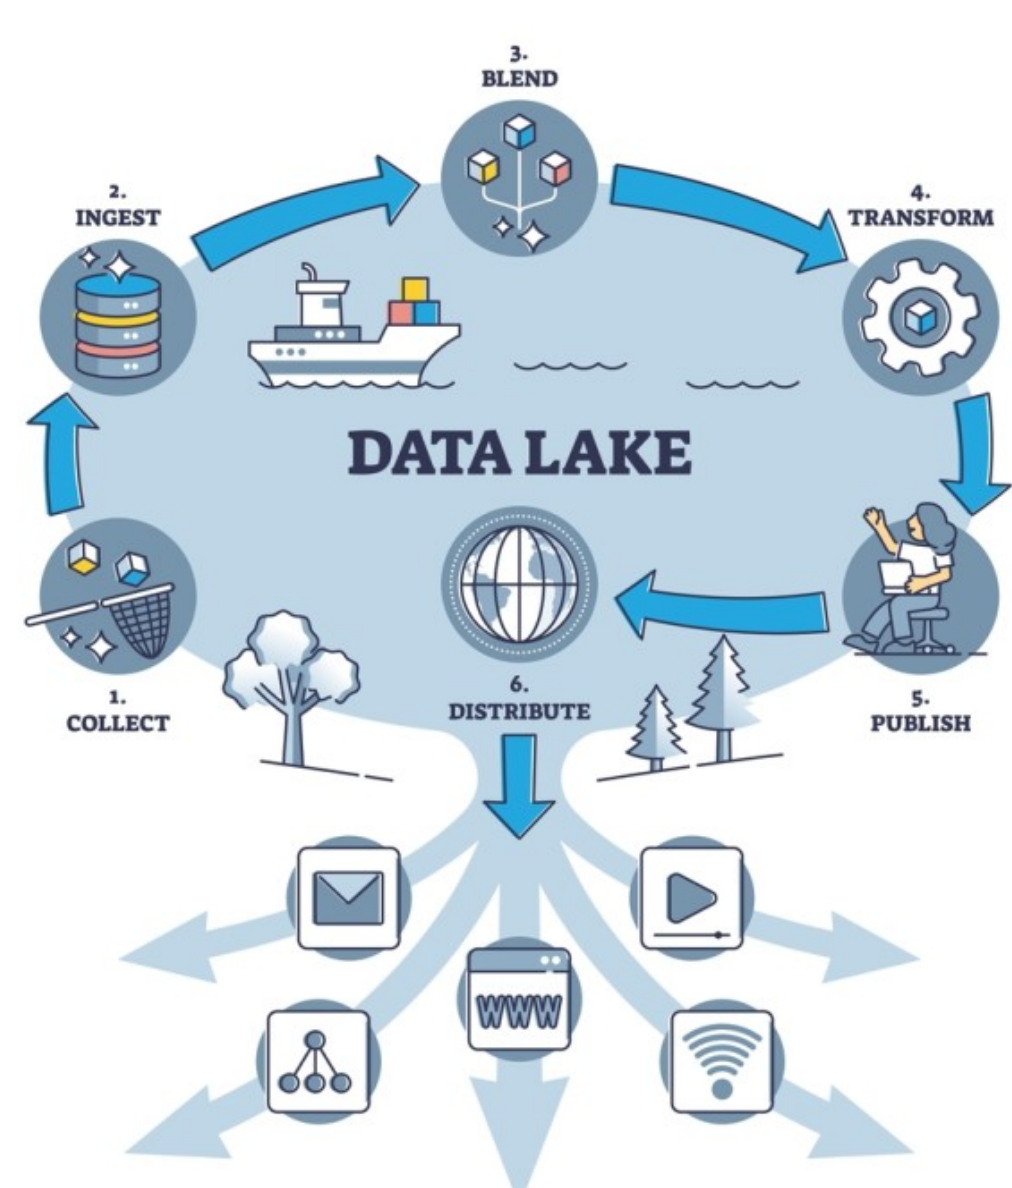 3.
BLEND
2.
INGEST
4.
TRANSFORM
DATA LAKE
1.
COLLECT
6.
DISTRIBUTE
5.
PUBLISH
WWW